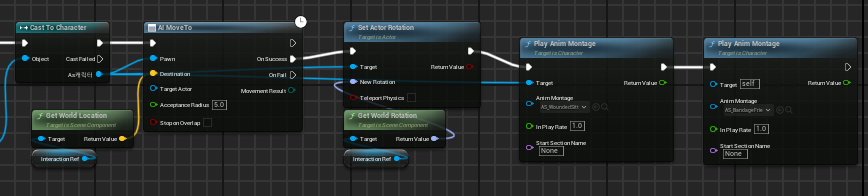 Cast To Character
Object
Cast Failed
As캐릭터
AI MoveTo
Pawn
Destination
Target Actor
Acceptance Radius 5.0
Stop on Overlap
On Success
On Fail
Movement Result
Get World Location
Target is Scene Component
Target
Return Value
Interaction Ref
Set Actor Rotation
Target is Actor
Target
New Rotation
Teleport Physics
Return Value
Get World Rotation
Target is Scene Component
Target
Return Value
Interaction Ref
Play Anim Montage
Target is Character
Target
Return Value
Anim Montage
In Play Rate 1.0
Start Section Name
None
Play Anim Montage
Target is Character
Target self
Return Value
Anim Montage
In Play Rate 1.0
Start Section Name
None